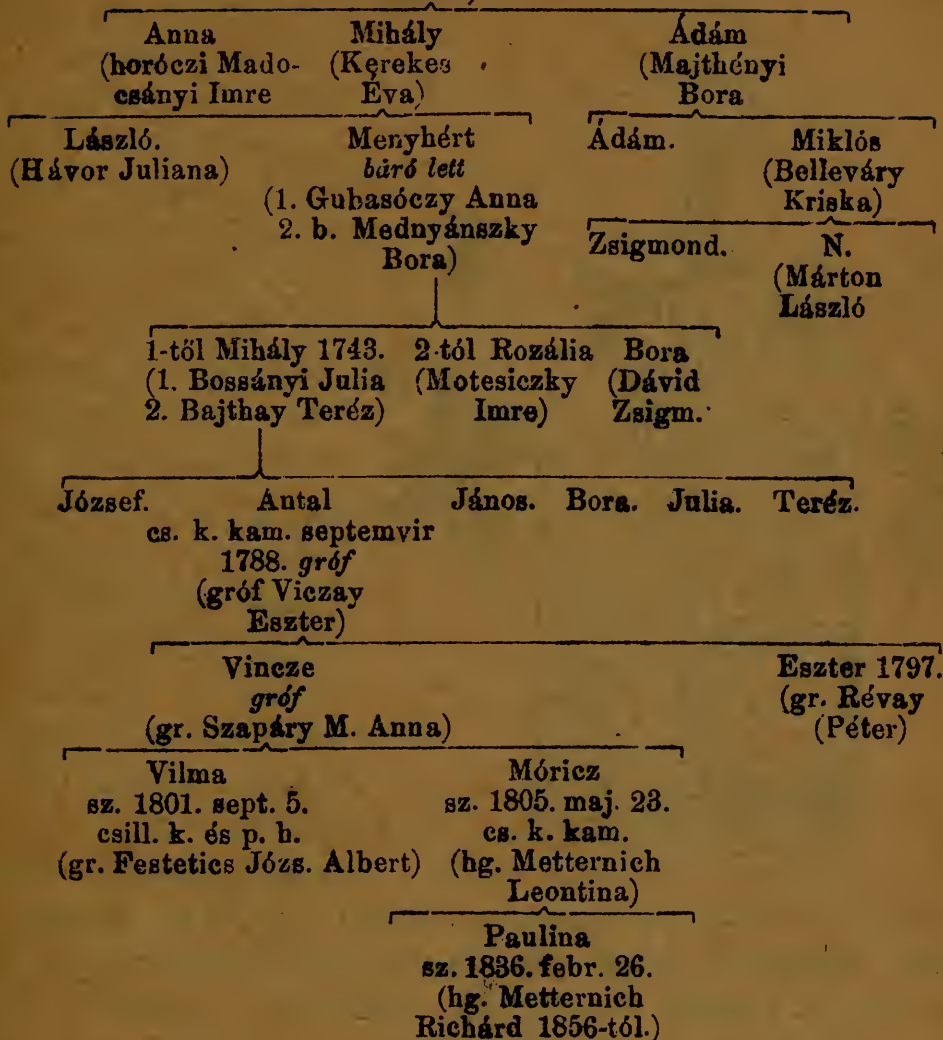 Anna Mihály Ádám
(horóczi Mado- (Kerekes (Majthényi
csányi Imre Éva) Bora
László. Menyhért Ádám. Miklós
(Hávor Juliana) báró lett (Belleváry
(1. Gubasóczy Anna Kriska)
2. b. Mednyánszky Zsigmond. N.
Bora) (Márton
László
1-től Mihály 1743. 2-tól Rozália Bora
(1. Bossányi Julia (Motesiczky (Dávid
2. Bajthay Teréz) Imre) Zsigm.
József. Antal János. Bora. Julia. Teréz.
cs. k. kam. septemvir
1788. gróf
(gróf Viczay
Eszter)
Vincze Eszter 1797.
gróf (gr. Révay
(gr. Szapáry M. Anna) (Péter)
Vilma Móricz
sz. 1801. sept. 5. sz. 1805. maj. 23.
csill. k. és p. h. cs. k. kam.
(gr. Festetics Józs. Albert) (hg. Metternich
Leontina)
Paulina
sz. 1836. febr. 26.
(hg. Metternich
Richárd 1856-tól.)